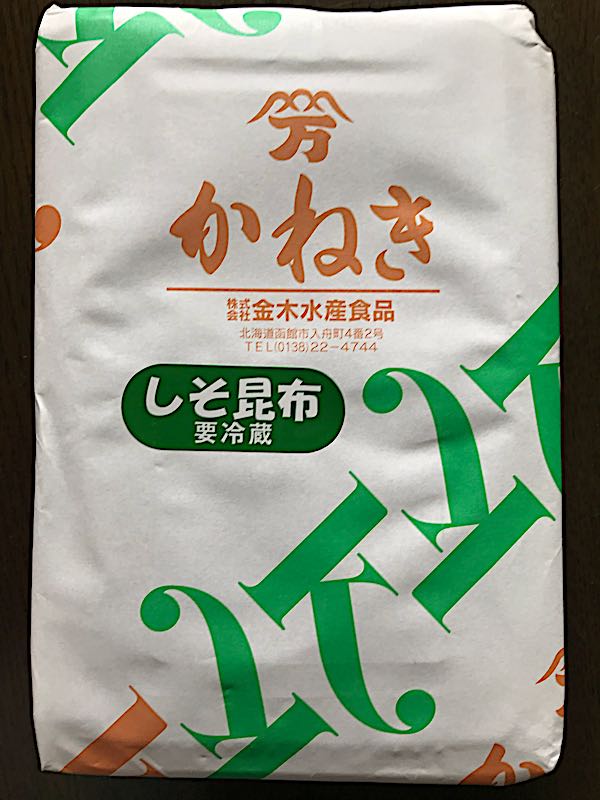 万
かねき
株式会社金木水産食品
北海道函館市入舟町4番2号
TEL(0138)22-4744
しそ昆布
要冷蔵